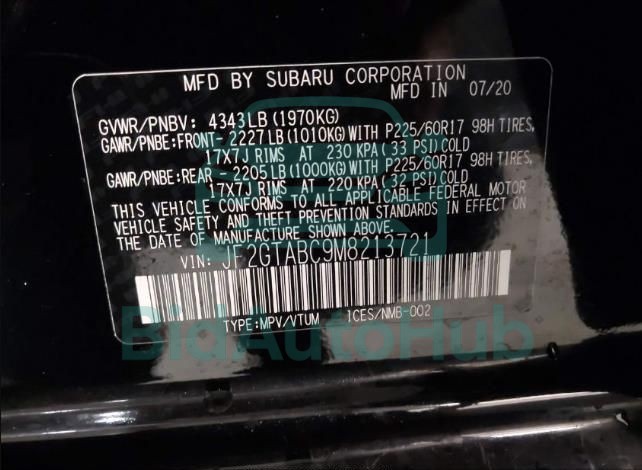 MFD BY SUBARU CORPORATION
MFD IN 07/20
GVWR/PNBV: 4343LB(1970KG)
GAWR/PNBE:FRONT- 2227LB(1010KG)WITH P225/60R17 98H TIRES,
17X7J RIMS AT 230 KPA(33 PSI)COLD
GAWR/PNBE:REAR - 2205LB(1000KG)WITH P225/60R17 98H TIRES,
17X7J RIMS AT 220 KPA(32 PSI)COLD
THIS VEHICLE CONFORMS TO ALL APPLICABLE FEDERAL MOTOR
VEHICLE SAFETY AND THEFT PREVENTION STANDARDS IN EFFECT ON
THE DATE OF MANUFACTURE SHOWN ABOVE.
VIN: JF2GTABC9M8213721
TYPE:MPV/VTUM ICES/NMB-002
BidAutoHub